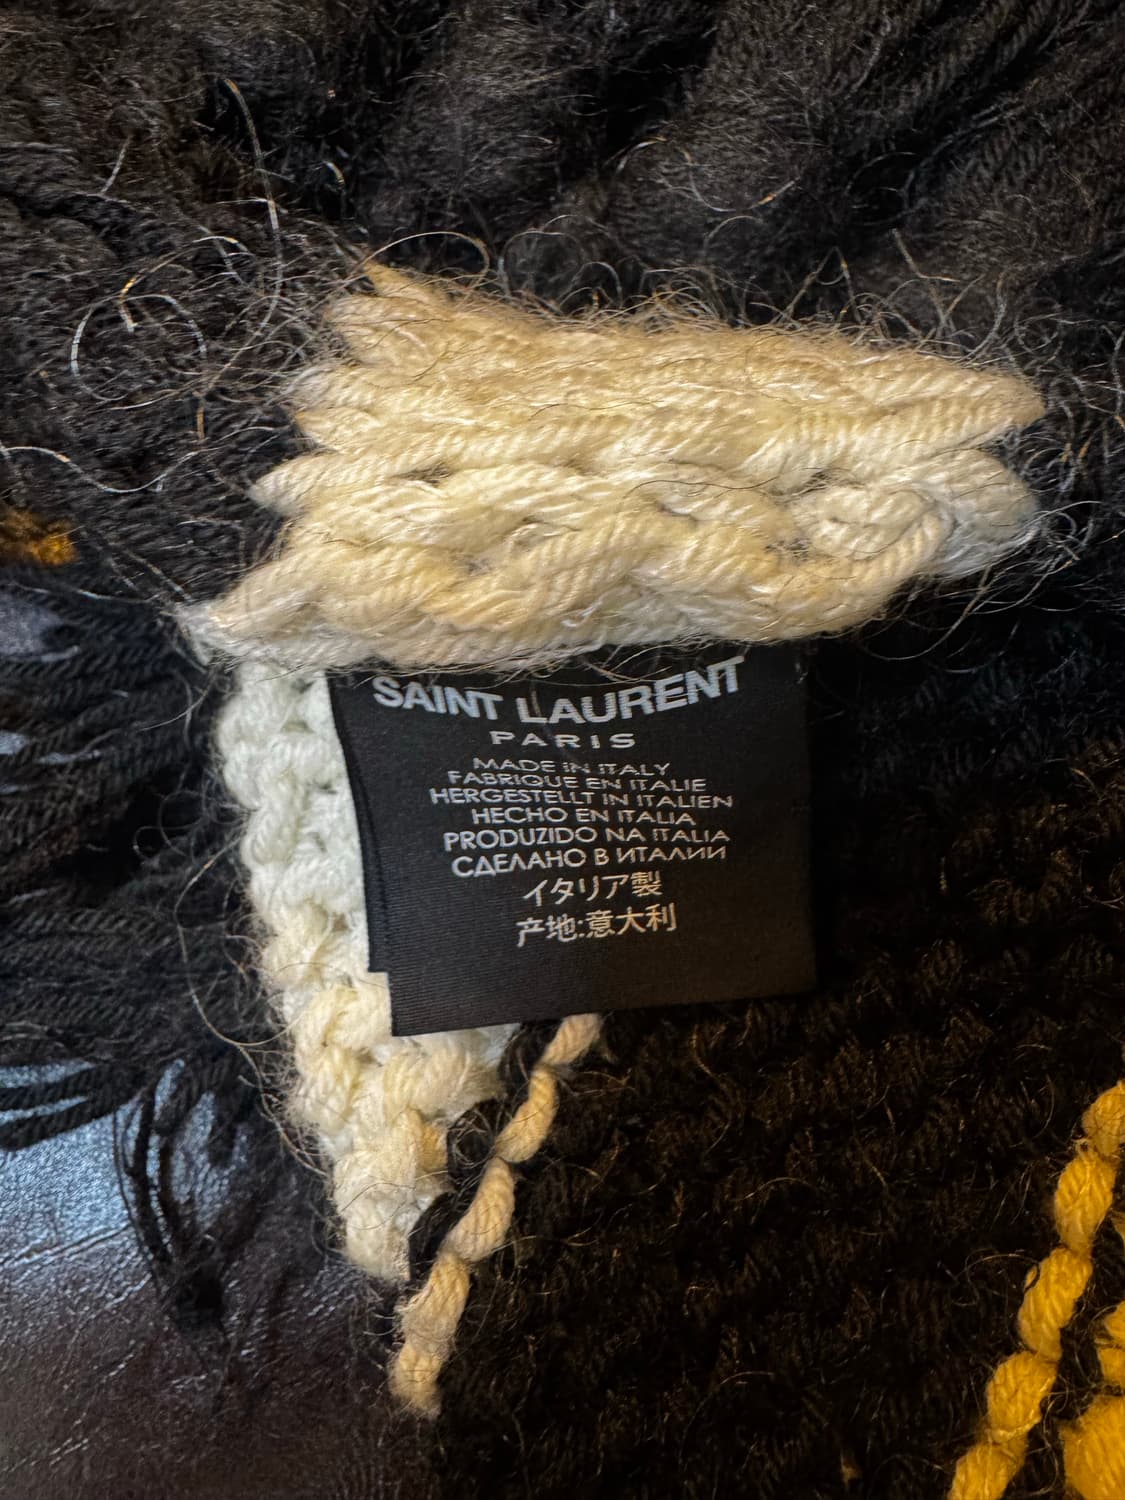 SAINT LAURENT
PARIS
MADE IN ITALY
FABRIQUE EN ITALIE
HERGESTELLT IN ITALIEN
HECHO EN ITALIA
PRODUZIDO NA ITALIA
СДЕЛАНО В ИТАЛИИ
イタリア製
产地:意大利